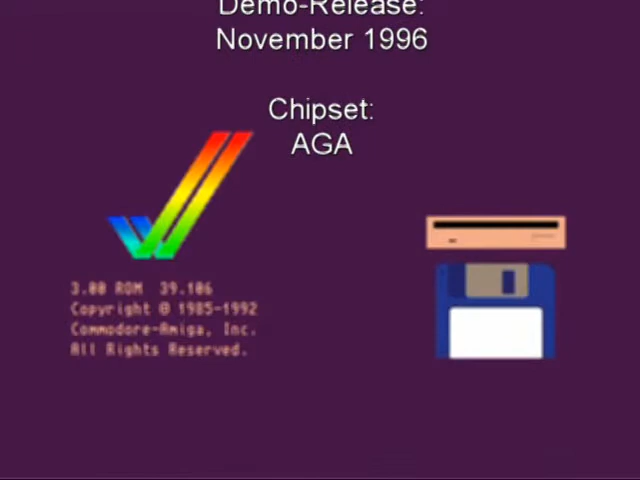 Demo-Release:
November 1996
Chipset:
AGA
3.00 ROM 39.106
Copyright © 1985-1992
Commodore-Amiga, Inc.
All Rights Reserved.